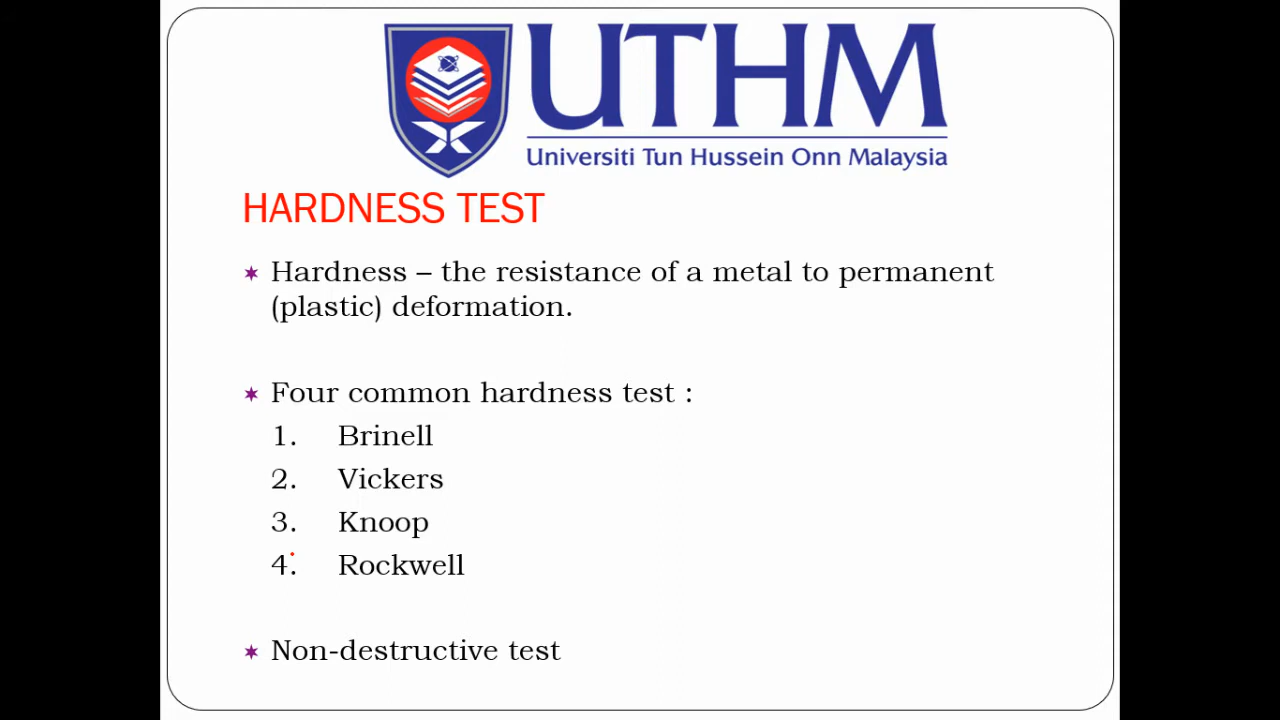 UTHM
Universiti Tun Hussein Onn Malaysia
HARDNESS TEST
Hardness – the resistance of a metal to permanent
(plastic) deformation.
Four common hardness test :
1. Brinell
2. Vickers
3. Knoop
4. Rockwell
Non-destructive test